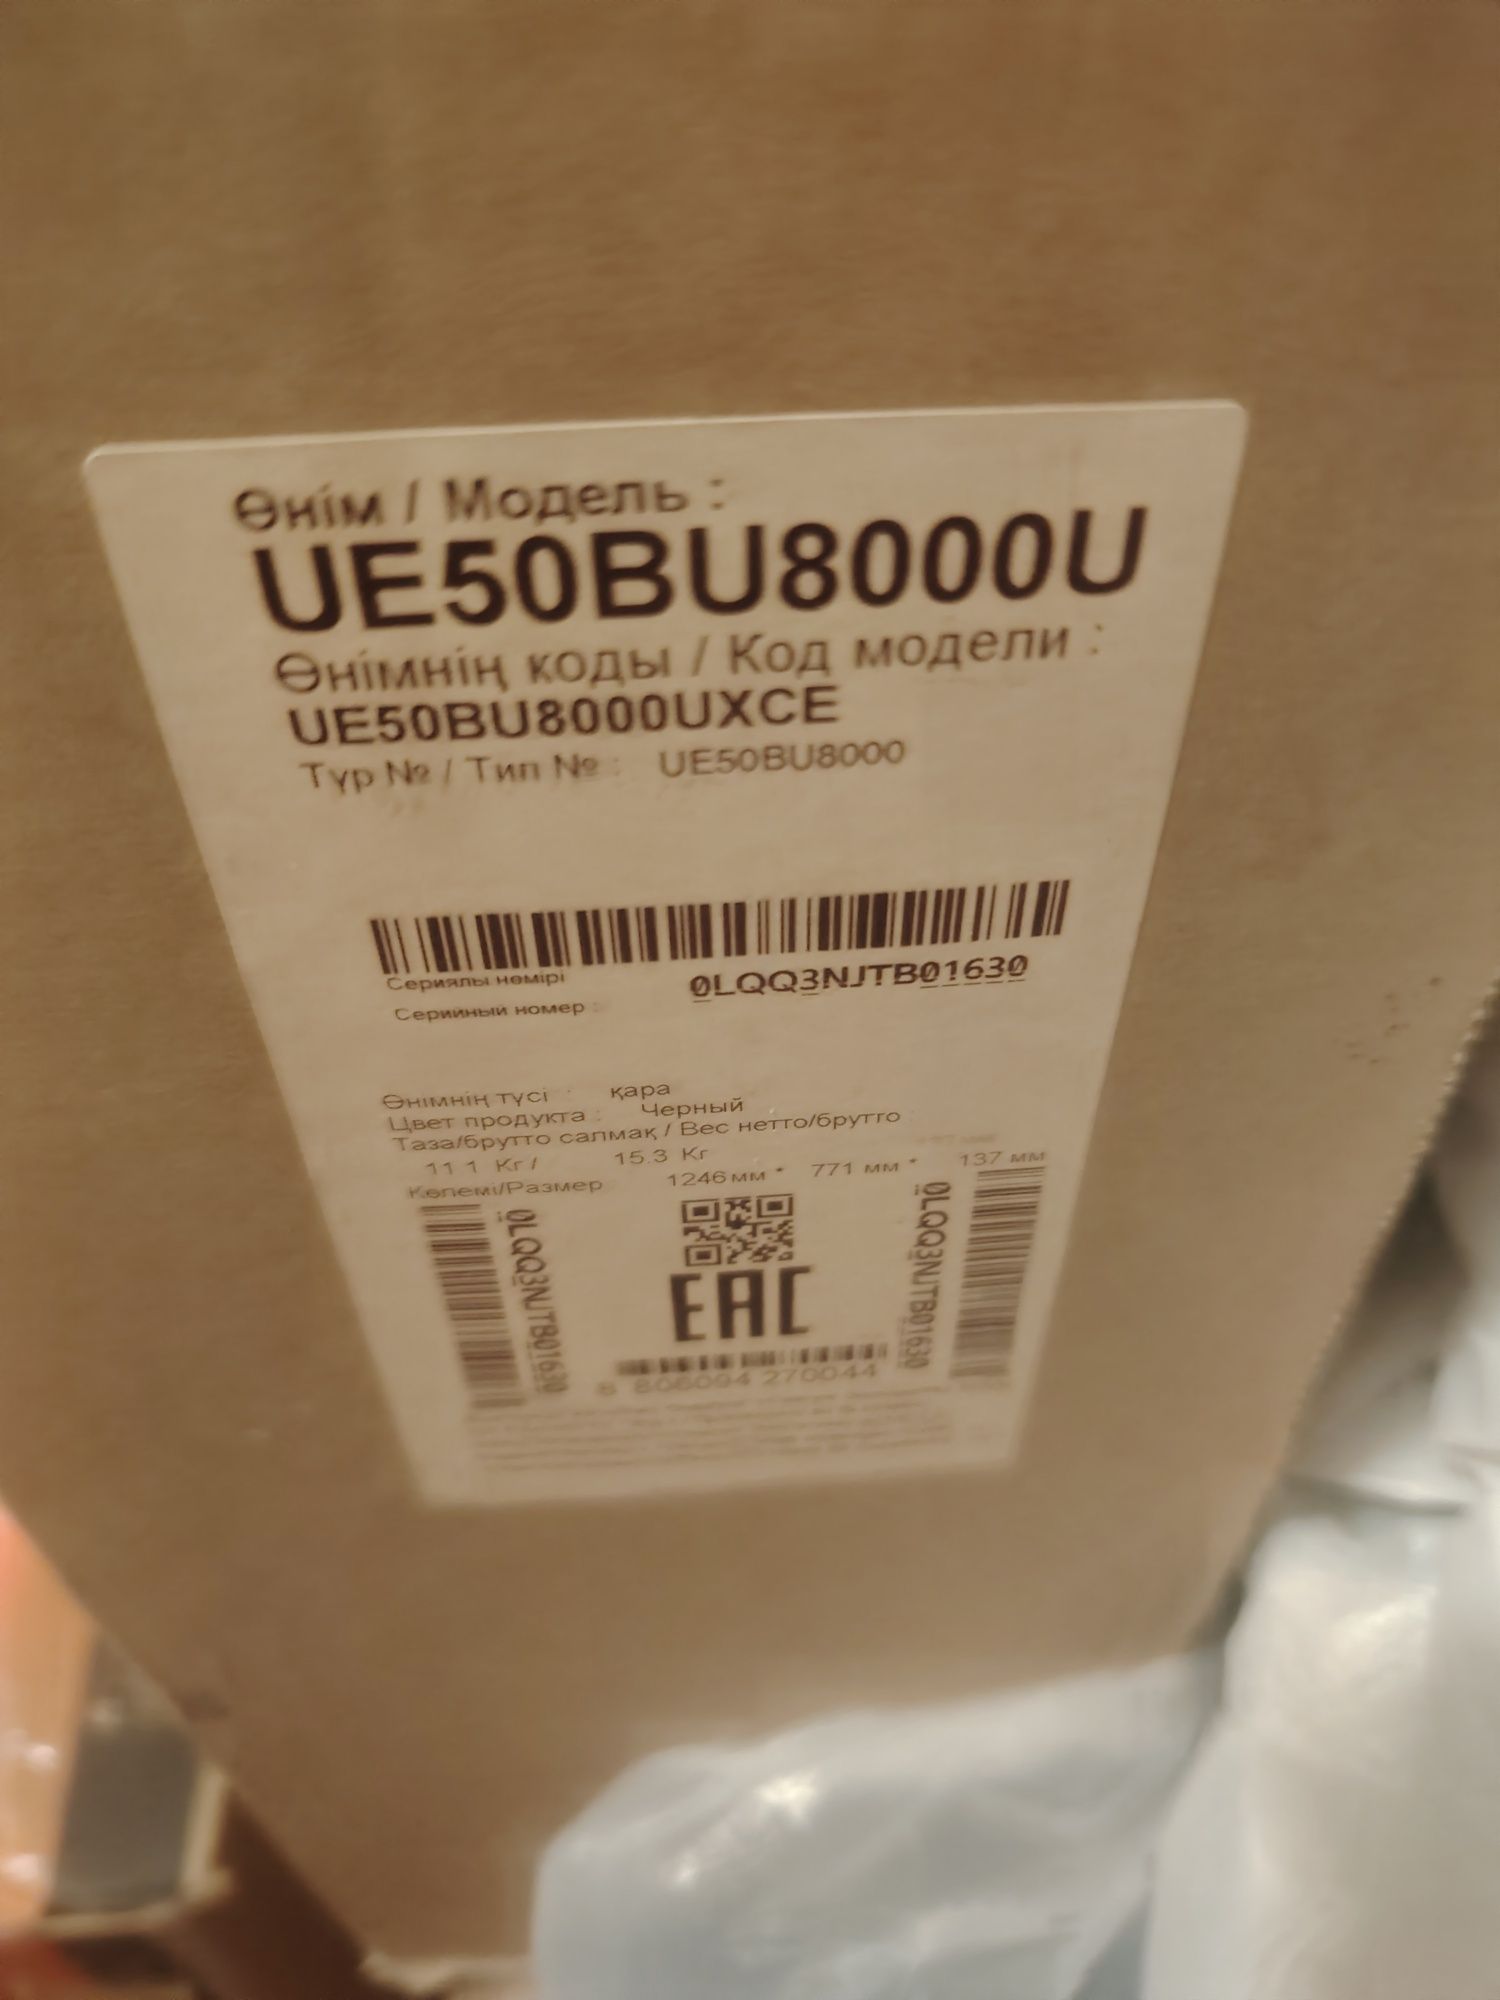 Өнім / Модель :
UE50BU8000U
Өнімнің коды / Код модели :
UE50BU8000UXCE
Түр № / Тип № : UE50BU8000
Сериялы нөмірі
Серийный номер : 0LQQ3NJTB01630
Өнімнің түсі : қара
Цвет продукта : Черный
Таза/брутто салмақ / Вес нетто/брутто
11.1 Кг / 15.3 Кг
Көлемі/Размер 1246 мм * 771 мм * 137 мм
0LQQ3NJTB01630
0LQQ3NJTB01630
EAC
8 806094 270044